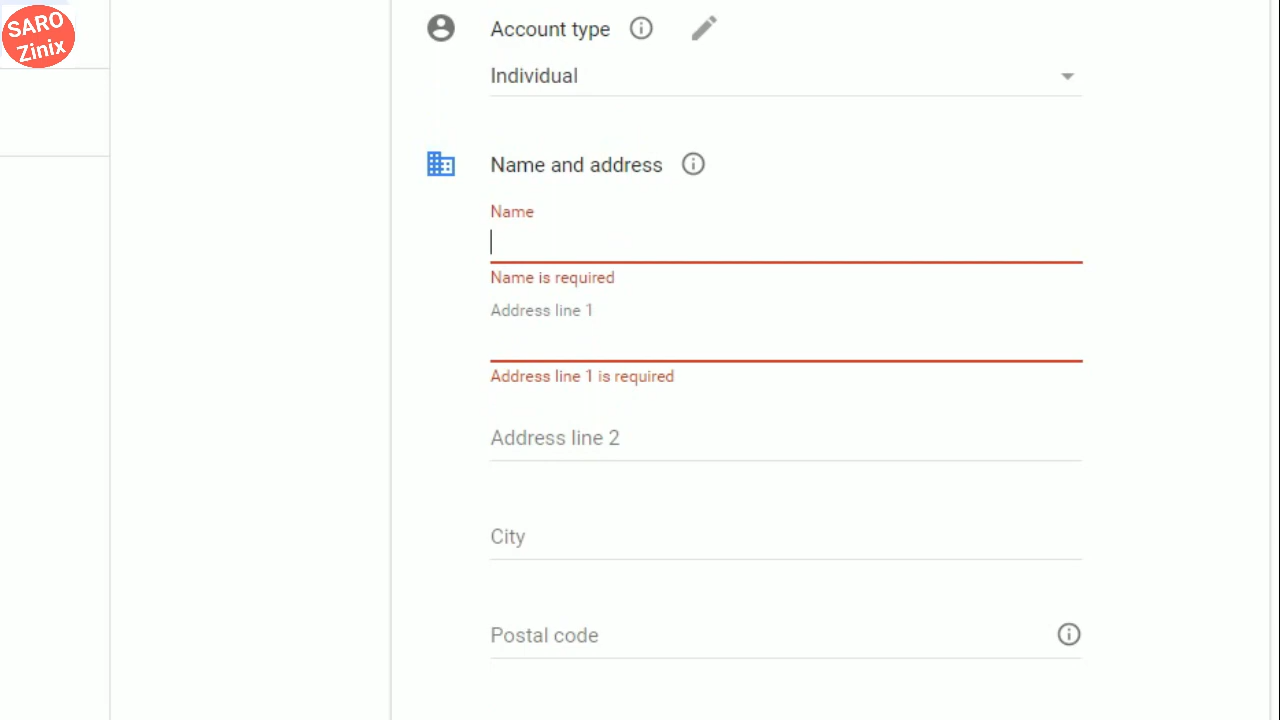 SARO
Zinix
Account type
Individual
Name and address
Name
Name is required
Address line 1
Address line 1 is required
Address line 2
City
Postal code